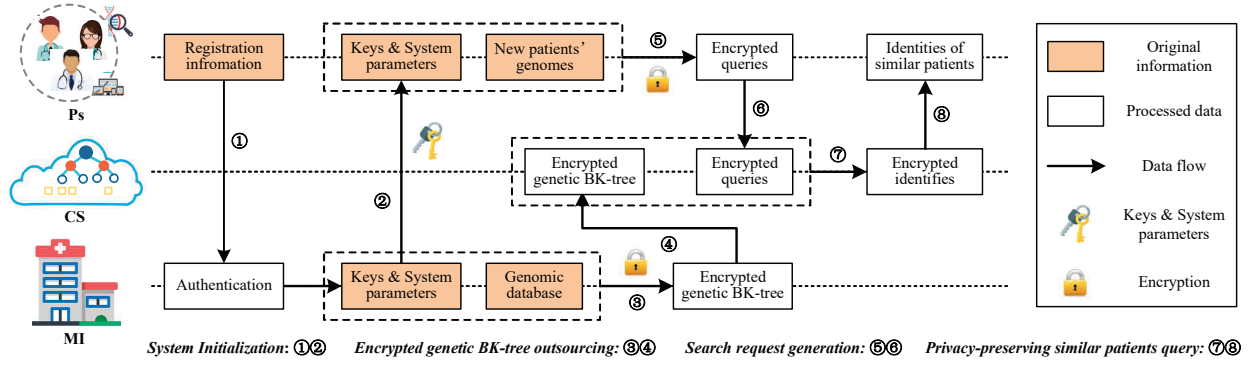 Registration
infromation
Keys & System
parameters
New patients'
genomes
⑤
Encrypted
queries
Identities of
similar patients
Ps
①
②
⑥
⑧
Encrypted
genetic BK-tree
Encrypted
queries
⑦
Encrypted
identifies
CS
④
Authentication
Keys & System
parameters
Genomic
database
③
Encrypted
genetic BK-tree
MI
Original
information
Processed data
Data flow
Keys & System
parameters
Encryption
System Initialization: ①② Encrypted genetic BK-tree outsourcing: ③④ Search request generation: ⑤⑥ Privacy-preserving similar patients query: ⑦⑧